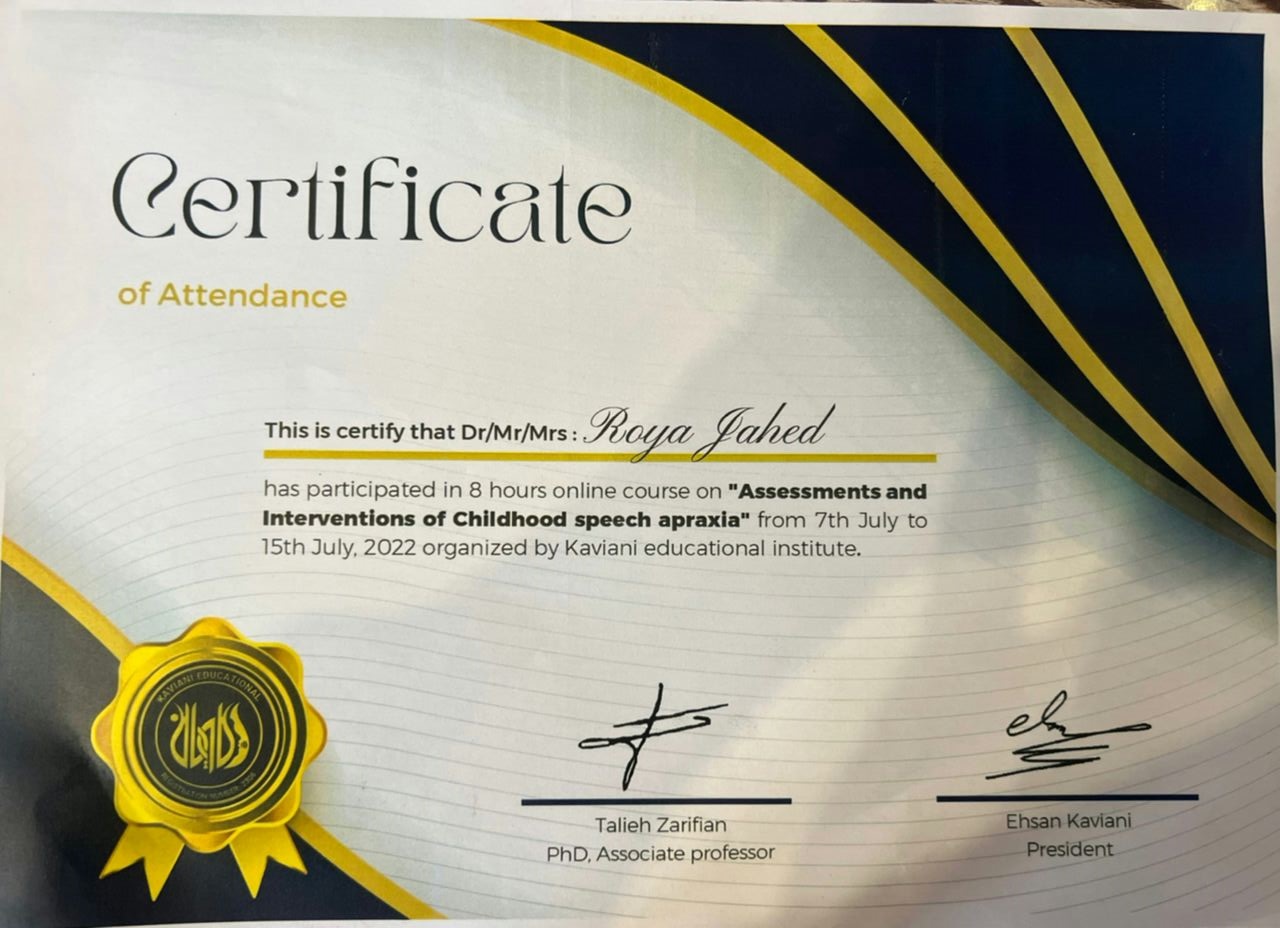 Certificate
of Attendance
This is certify that Dr/Mr/Mrs : Roya Jahed
has participated in 8 hours online course on "Assessments and
Interventions of Childhood speech apraxia" from 7th July to
15th July, 2022 organized by Kaviani educational institute.
KAVIANI EDUCATIONAL
Talieh Zarifian
PhD, Associate professor
Ehsan Kaviani
President